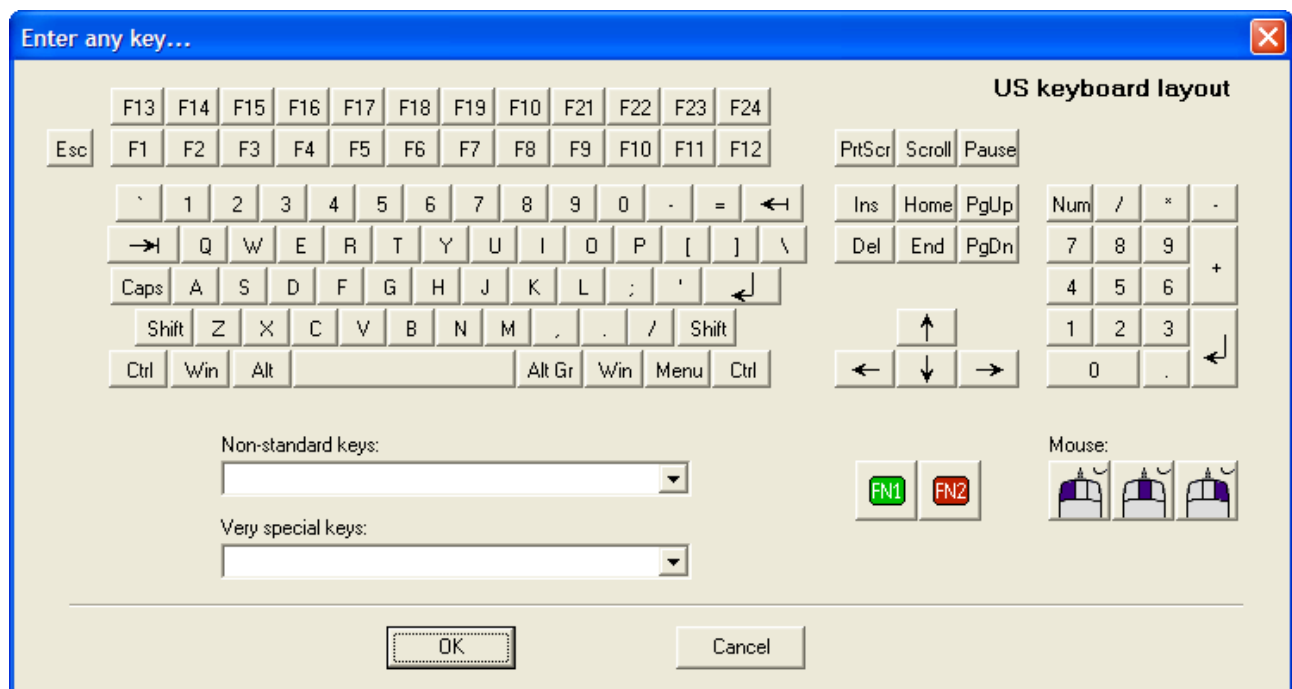 Enter any key...
US keyboard layout
F13 F14 F15 F16 F17 F18 F19 F10 F21 F22 F23 F24
Esc F1 F2 F3 F4 F5 F6 F7 F8 F9 F10 F11 F12 PrtScr Scroll Pause
` 1 2 3 4 5 6 7 8 9 0 - = Ins Home PgUp Num / * -
Q W E R T Y U I O P [ ] \ Del End PgDn 7 8 9 +
Caps A S D F G H J K L ; ' 4 5 6
Shift Z X C V B N M , . / Shift 1 2 3
Ctrl Win Alt Alt Gr Win Menu Ctrl 0 .
Non-standard keys:
Mouse:
FN1 FN2
Very special keys:
OK Cancel